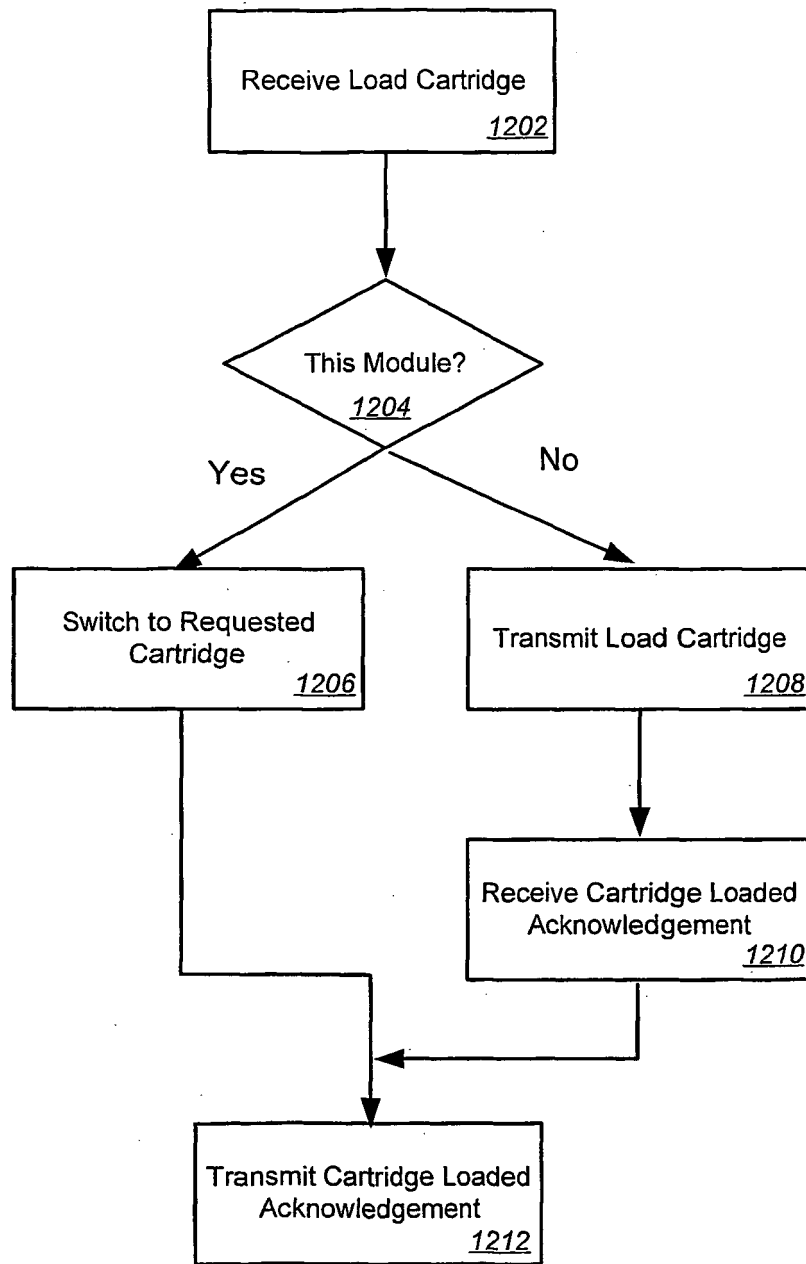 Receive Load Cartridge
1202
This Module?
1204
Yes
No
Switch to Requested
Cartridge
1206
Transmit Load Cartridge
1208
Receive Cartridge Loaded
Acknowledgement
1210
Transmit Cartridge Loaded
Acknowledgement
1212